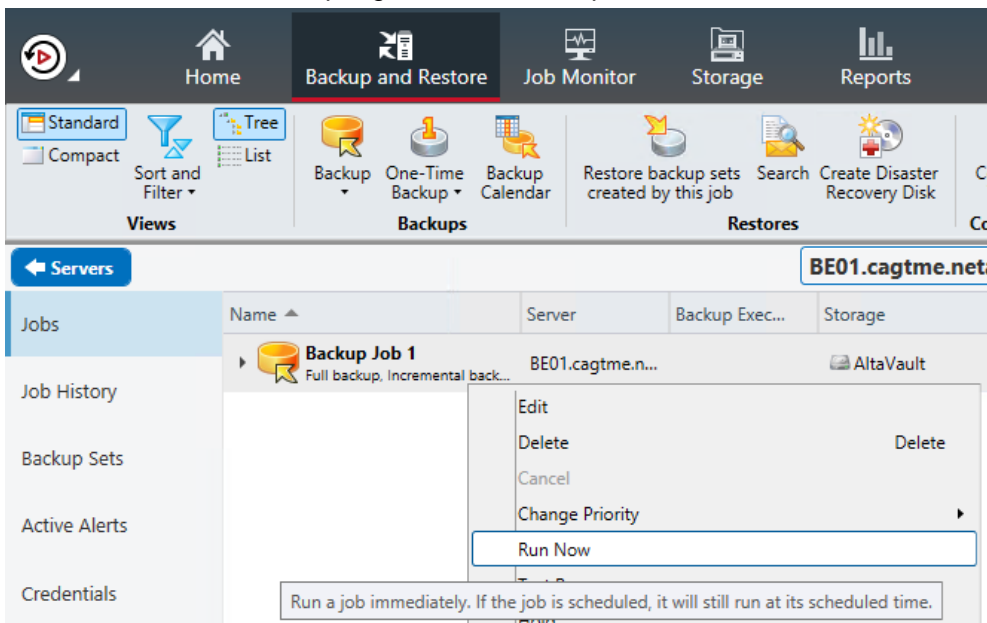 Home
Backup and Restore
Job Monitor
Storage
Reports
Standard
Compact
Sort and
Filter
Tree
List
Views
Backup
One-Time
Backup
Backup
Calendar
Backups
Restore backup sets
created by this job
Search
Create Disaster
Recovery Disk
Restores
Servers
BE01.cagtme.neta
Jobs
Job History
Backup Sets
Active Alerts
Credentials
Name
Server
Backup Exec...
Storage
Backup Job 1
Full backup, Incremental back...
BE01.cagtme.n...
AltaVault
Edit
Delete Delete
Cancel
Change Priority
Run Now
Run a job immediately. If the job is scheduled, it will still run at its scheduled time.